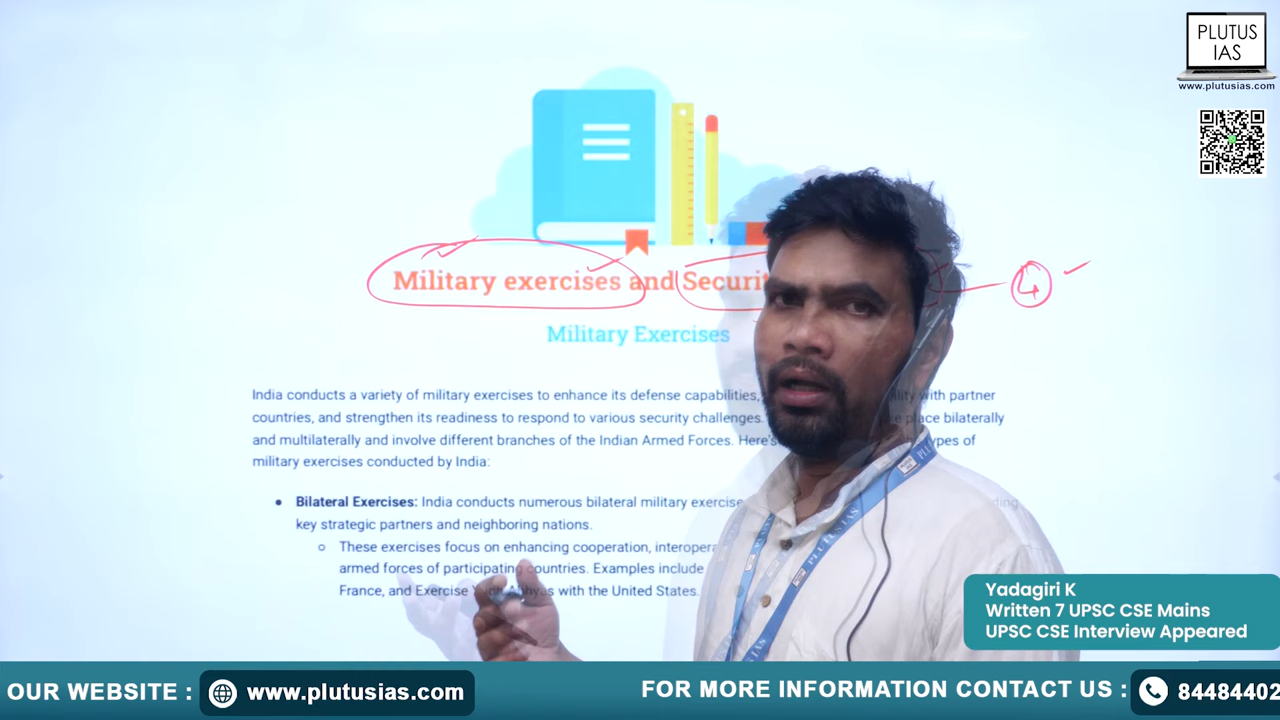 PLUTUS
IAS
www.plutusias.com
Military exercises and Securit
4
Military Exercises
India conducts a variety of military exercises to enhance its defense capabilities, with partner
countries, and strengthen its readiness to respond to various security challenges. place bilaterally
and multilaterally and involve different branches of the Indian Armed Forces. Here's ypes of
military exercises conducted by India:
Bilateral Exercises: India conducts numerous bilateral military exercise
key strategic partners and neighboring nations.
These exercises focus on enhancing cooperation, interopera
armed forces of participating countries. Examples include
France, and Exercise Abhyas with the United States.
PLUTUS IAS
Yadagiri K
Written 7 UPSC CSE Mains
UPSC CSE Interview Appeared
OUR WEBSITE :
www.plutusias.com
FOR MORE INFORMATION CONTACT US :
84484402